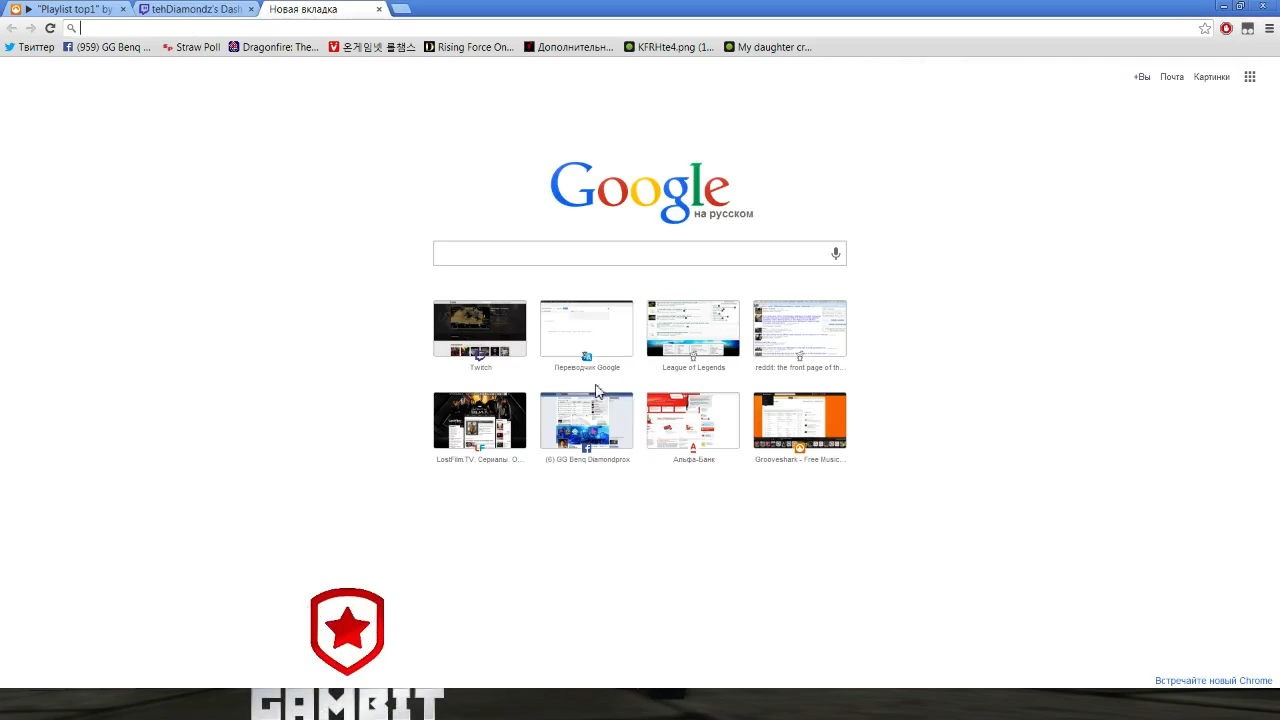 "Playlist top1" by
tehDiamondz's Dash
Новая вкладка
Твиттер
(959) GG Benq ...
Straw Poll
Dragonfire: The...
온게임넷 롤챔스
Rising Force On...
Дополнительн...
KFRHte4.png (1...
My daughter cr...
+Вы Почта Картинки
Google
на русском
Twitch
Переводчик Google
League of Legends
reddit: the front page of th...
LostFilm.TV. Сериалы. О...
(6) GG Benq Diamondprox
Альфа-Банк
Grooveshark - Free Music...
Встречайте новый Chrome
GAMBIT